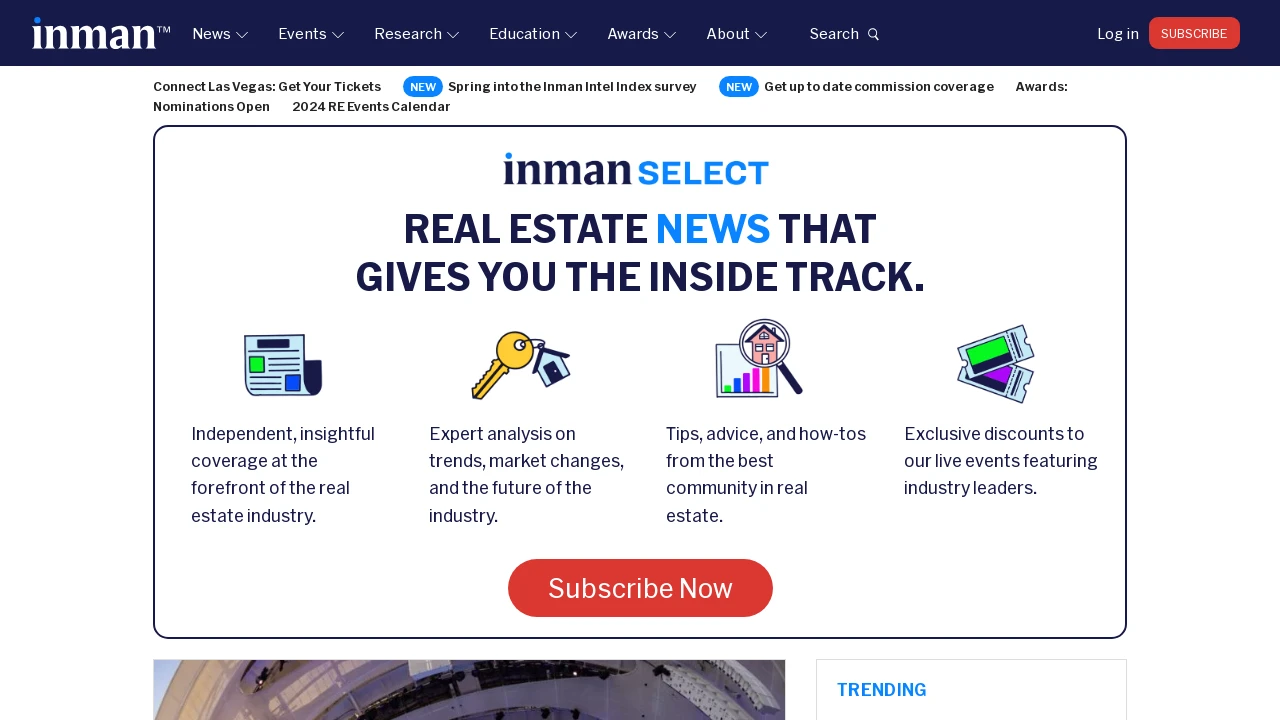 inman™ News Events Research Education Awards About Search Log in SUBSCRIBE
Connect Las Vegas: Get Your Tickets NEW Spring into the Inman Intel Index survey NEW Get up to date commission coverage Awards:
Nominations Open 2024 RE Events Calendar
inman SELECT
REAL ESTATE NEWS THAT
GIVES YOU THE INSIDE TRACK.
Independent, insightful
coverage at the
forefront of the real
estate industry.
Expert analysis on
trends, market changes,
and the future of the
industry.
Tips, advice, and how-tos
from the best
community in real
estate.
Exclusive discounts to
our live events featuring
industry leaders.
Subscribe Now
TRENDING